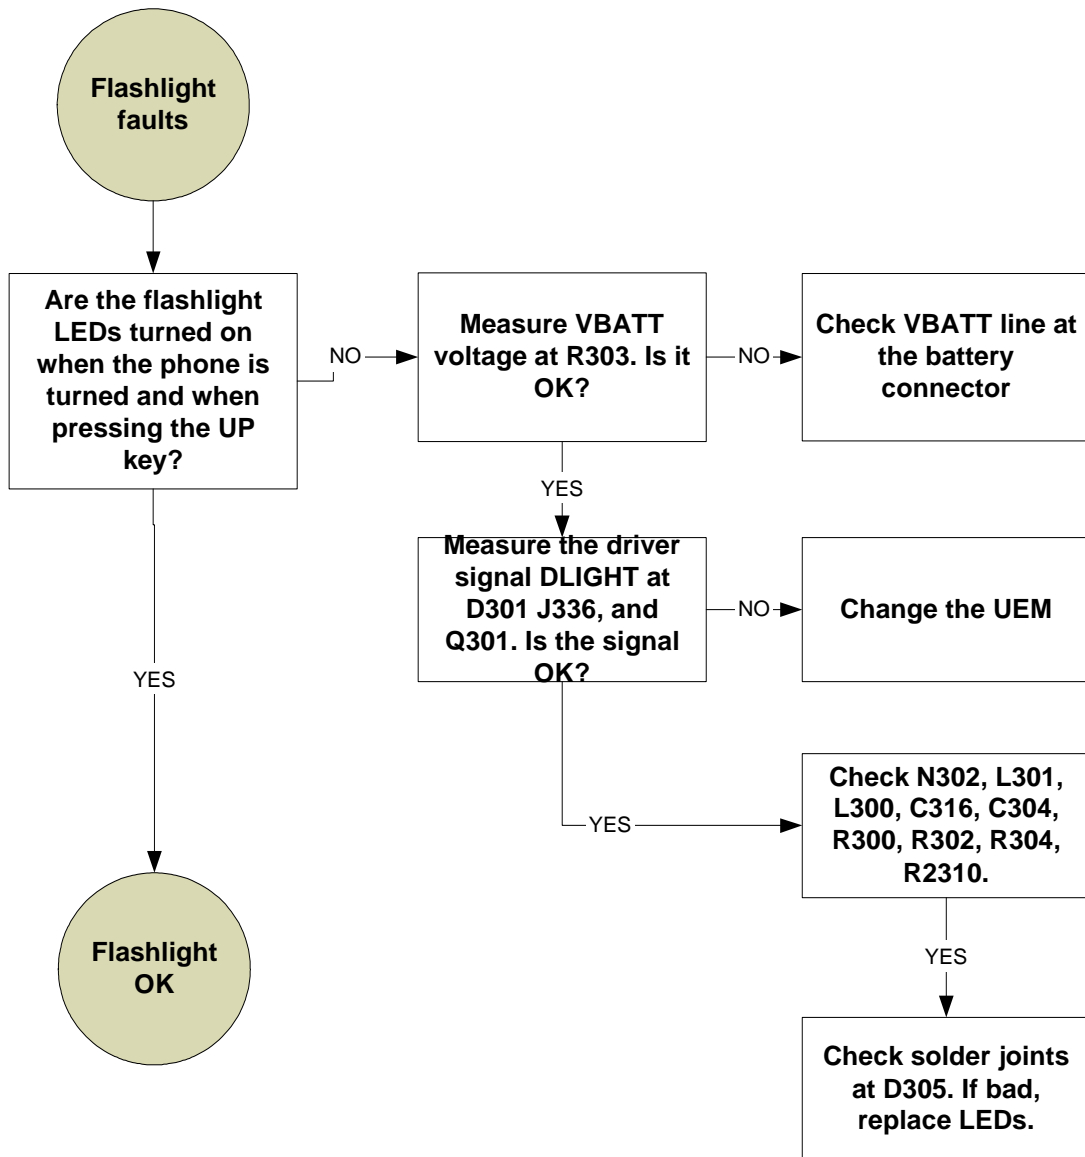 Flashlight
faults
Are the flashlight
LEDs turned on
when the phone is
turned and when
pressing the UP
key?
NO
Measure VBATT
voltage at R303. Is it
OK?
NO
Check VBATT line at
the battery
connector
YES
Measure the driver
signal DLIGHT at
D301 J336, and
Q301. Is the signal
OK?
NO
Change the UEM
YES
YES
Check N302, L301,
L300, C316, C304,
R300, R302, R304,
R2310.
Flashlight
OK
YES
Check solder joints
at D305. If bad,
replace LEDs.